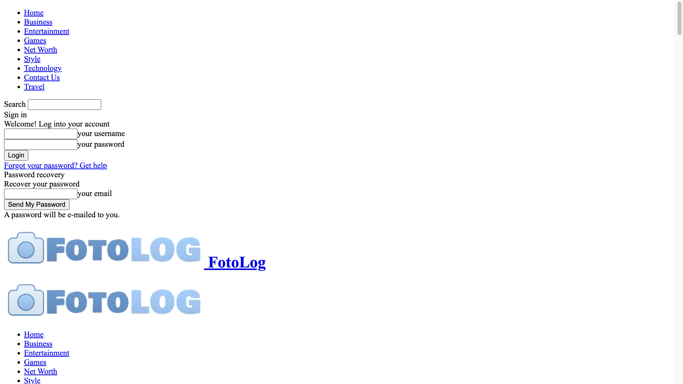 Home
Business
Entertainment
Games
Net Worth
Style
Technology
Contact Us
Travel
Search
Sign in
Welcome! Log into your account
your username
your password
Login
Forgot your password? Get help
Password recovery
Recover your password
your email
Send My Password
A password will be e-mailed to you.
FOTOLOG FotoLog
FOTOLOG
Home
Business
Entertainment
Games
Net Worth
Style